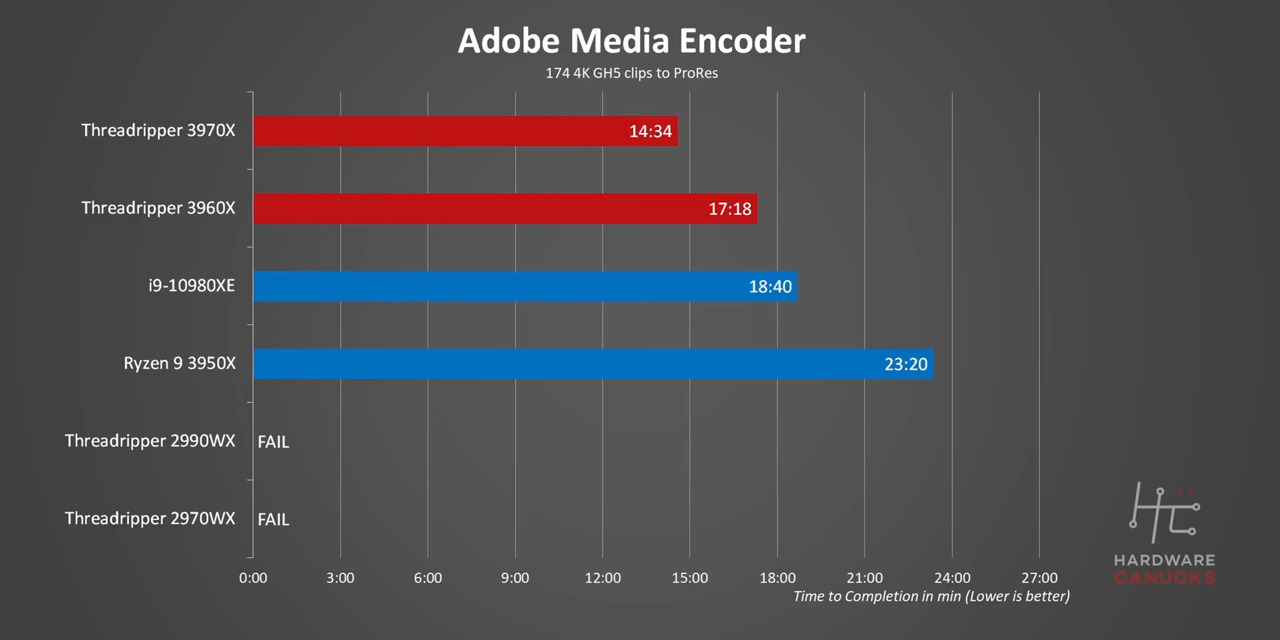 Adobe Media Encoder
174 4K GH5 clips to ProRes
Threadripper 3970X 14:34
Threadripper 3960X 17:18
i9-10980XE 18:40
Ryzen 9 3950X 23:20
Threadripper 2990WX FAIL
Threadripper 2970WX FAIL
0:00 3:00 6:00 9:00 12:00 15:00 18:00 21:00 24:00 27:00
Time to Completion in min (Lower is better)
HARDWARE
CANUCKS